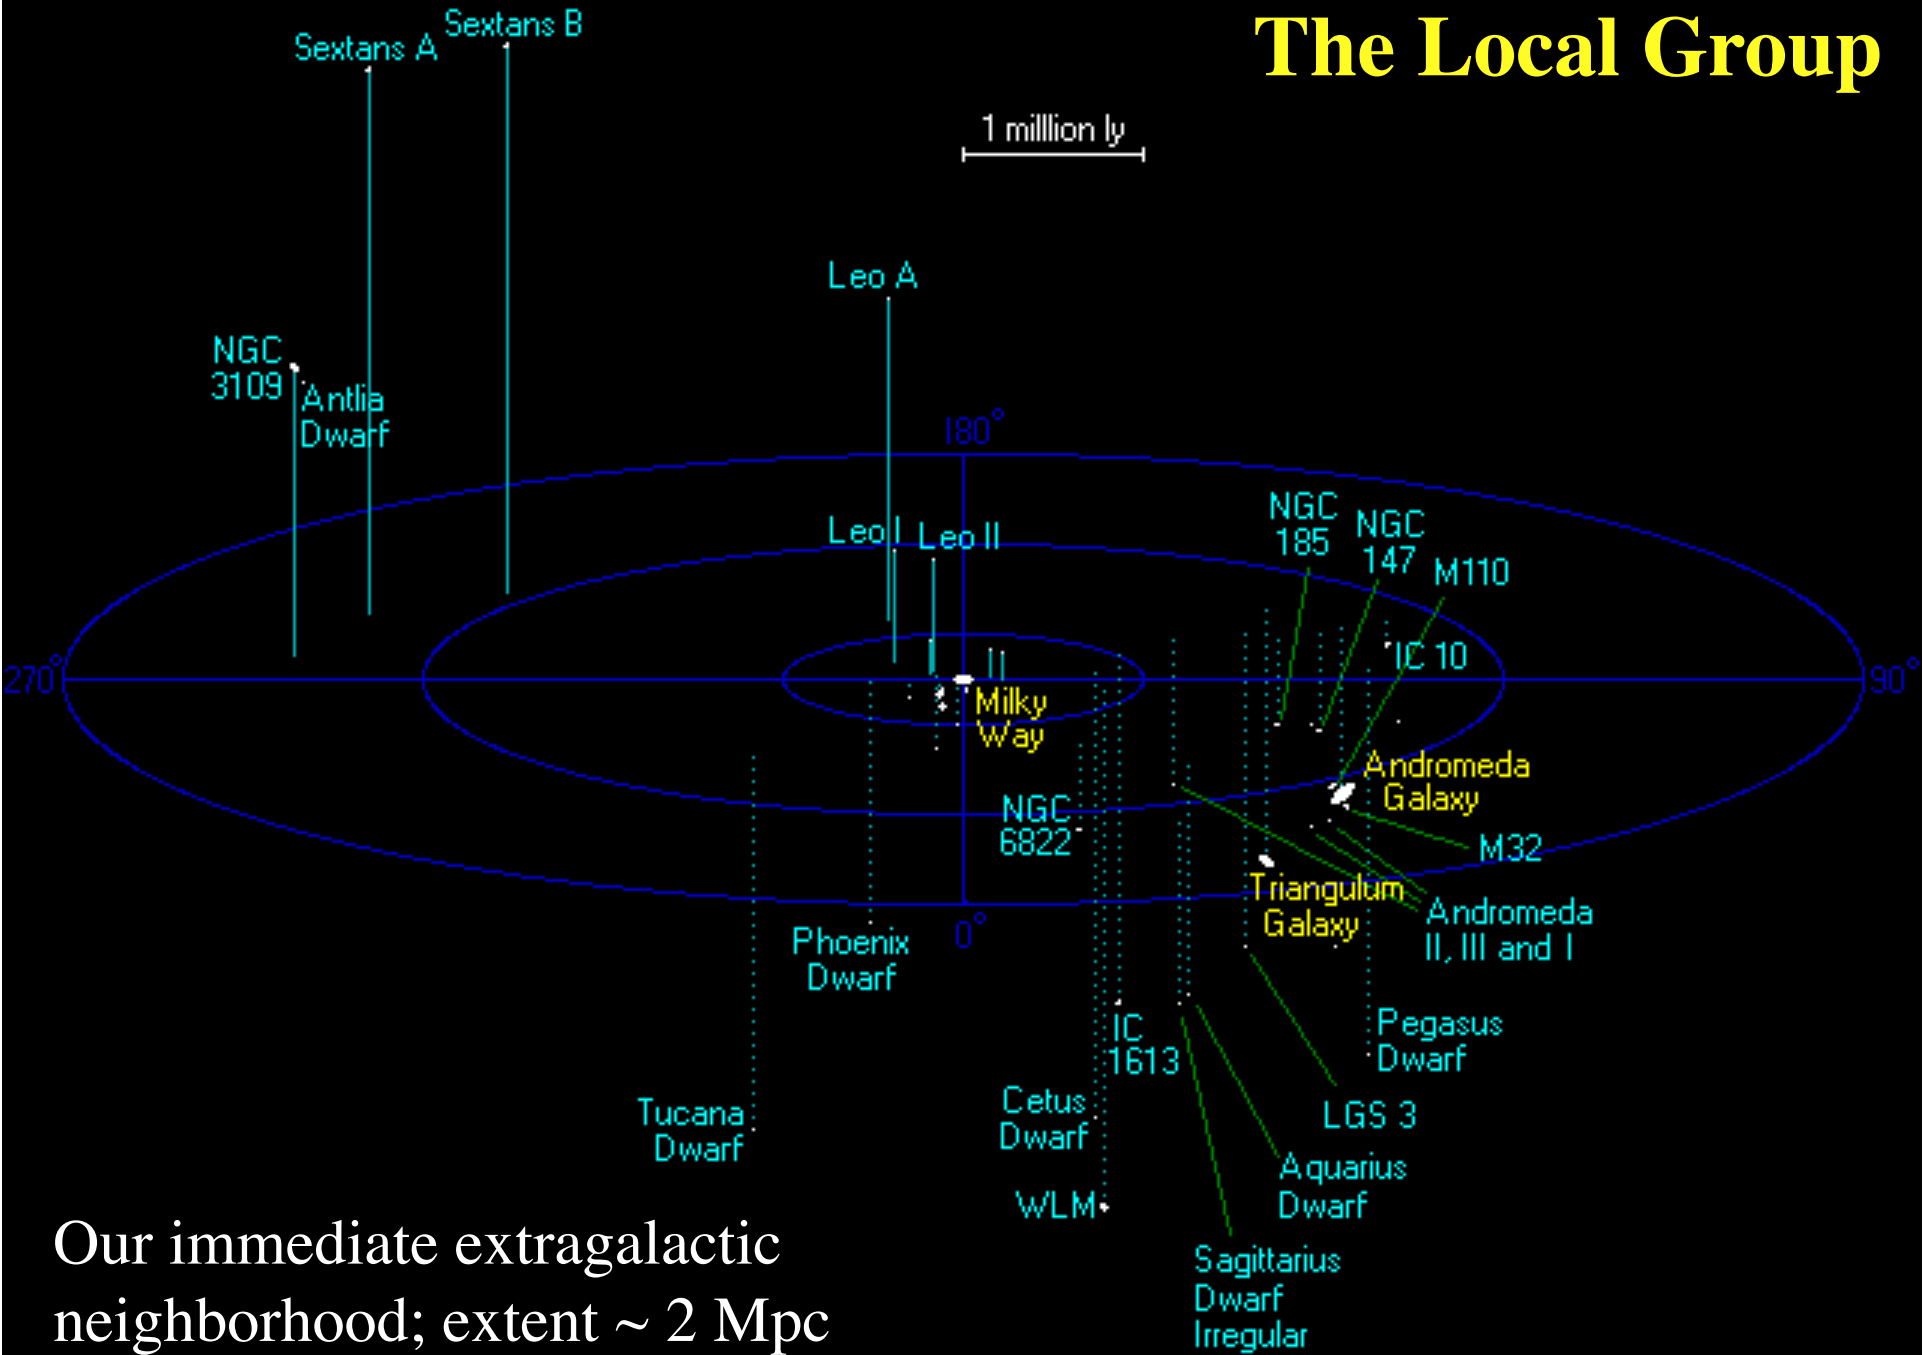 The Local Group
Sextans A
Sextans B
1 milllion ly
Leo A
NGC
3109
Antlia
Dwarf
180°
NGC
185
NGC
147
M110
Leo I
Leo II
IC 10
270°
90°
Milky
Way
Andromeda
Galaxy
NGC
6822
M32
Triangulum
Galaxy
Andromeda
II, III and I
0°
Phoenix
Dwarf
IC
1613
Pegasus
Dwarf
Cetus
Dwarf
LGS 3
Tucana
Dwarf
Aquarius
Dwarf
WLM
Sagittarius
Dwarf
Irregular
Our immediate extragalactic
neighborhood; extent ~ 2 Mpc